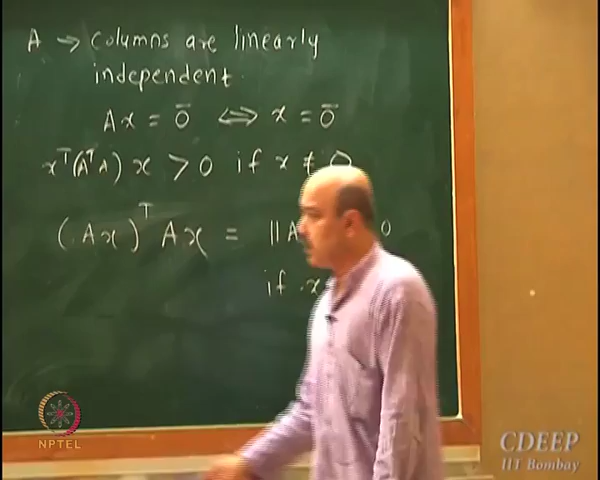 A → columns are linearly
independent.
Ax = 0̄ ⟺ x = 0̄
xᵀ(AᵀA)x > 0 if x ≠ 0
(Ax)ᵀ Ax = ||A 0
if x
NPTEL
CDEEP
IIT Bombay